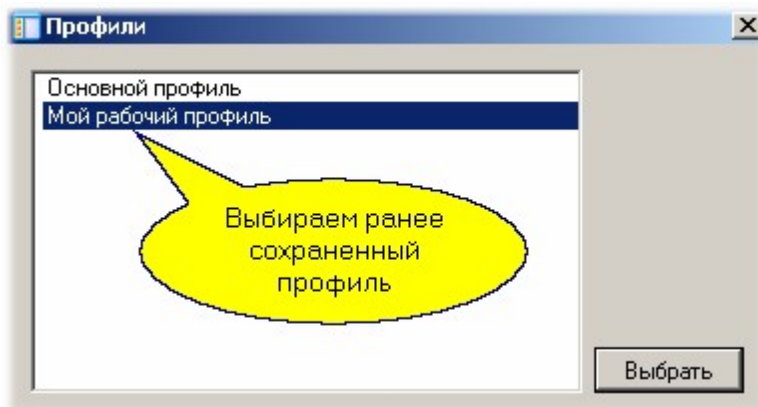 Профили
Основной профиль
Мой рабочий профиль
Выбираем ранее
сохраненный
профиль
Выбрать